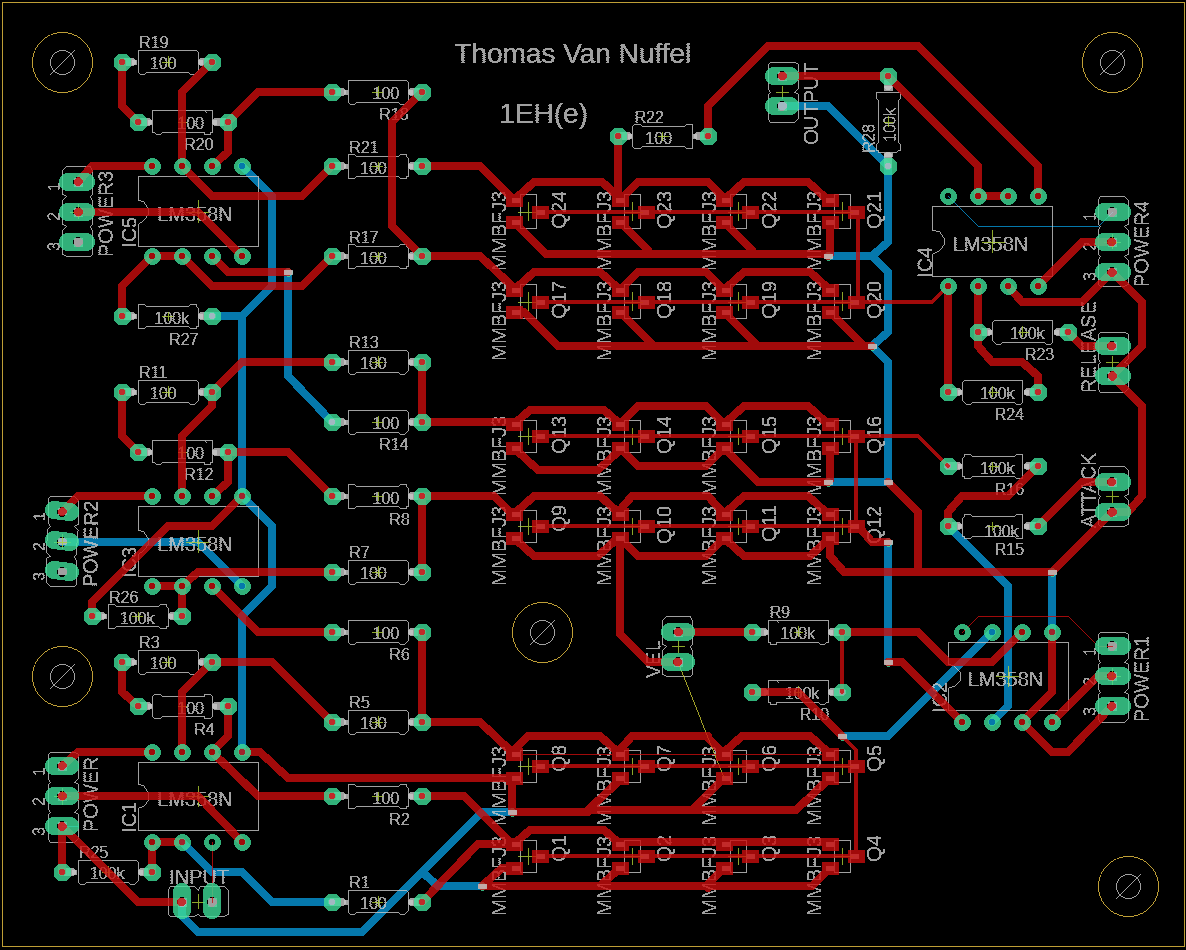 Thomas Van Nuffel
1EH(e)
R19
100
100
R20
100
R18
R21
100
R22
100
OUTPUT
R28
100k
1
2
3
POWER3
IC5
LM358N
R17
100
100k
R27
MMBFJ3
Q24
MMBFJ3
Q23
MMBFJ3
Q22
MMBFJ3
Q21
MMBFJ3
Q17
MMBFJ3
Q18
MMBFJ3
Q19
MMBFJ3
Q20
IC4
LM358N
1
2
3
POWER4
100k
R23
RELEASE
100k
R24
R13
100
R11
100
100
R14
100
R12
MMBFJ3
Q13
MMBFJ3
Q14
MMBFJ3
Q15
MMBFJ3
Q16
100k
R16
ATTACK
100k
R15
1
2
3
POWER2
IC3
LM358N
100
R8
R7
100
MMBFJ3
Q9
MMBFJ3
Q10
MMBFJ3
Q11
MMBFJ3
Q12
R26
100k
R3
100
100
R4
100
R6
R5
100
VEL
R9
100k
100k
R10
IC2
LM358N
1
2
3
POWER1
1
2
3
POWER
IC1
LM358N
100
R2
MMBFJ3
Q8
MMBFJ3
Q7
MMBFJ3
Q6
MMBFJ3
Q5
R25
100k
INPUT
R1
100
MMBFJ3
Q1
MMBFJ3
Q2
MMBFJ3
Q3
MMBFJ3
Q4